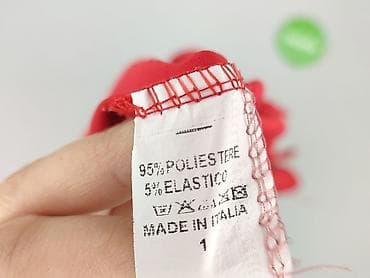 95% POLIESTERE
5% ELASTICO
MADE IN ITALIA
1